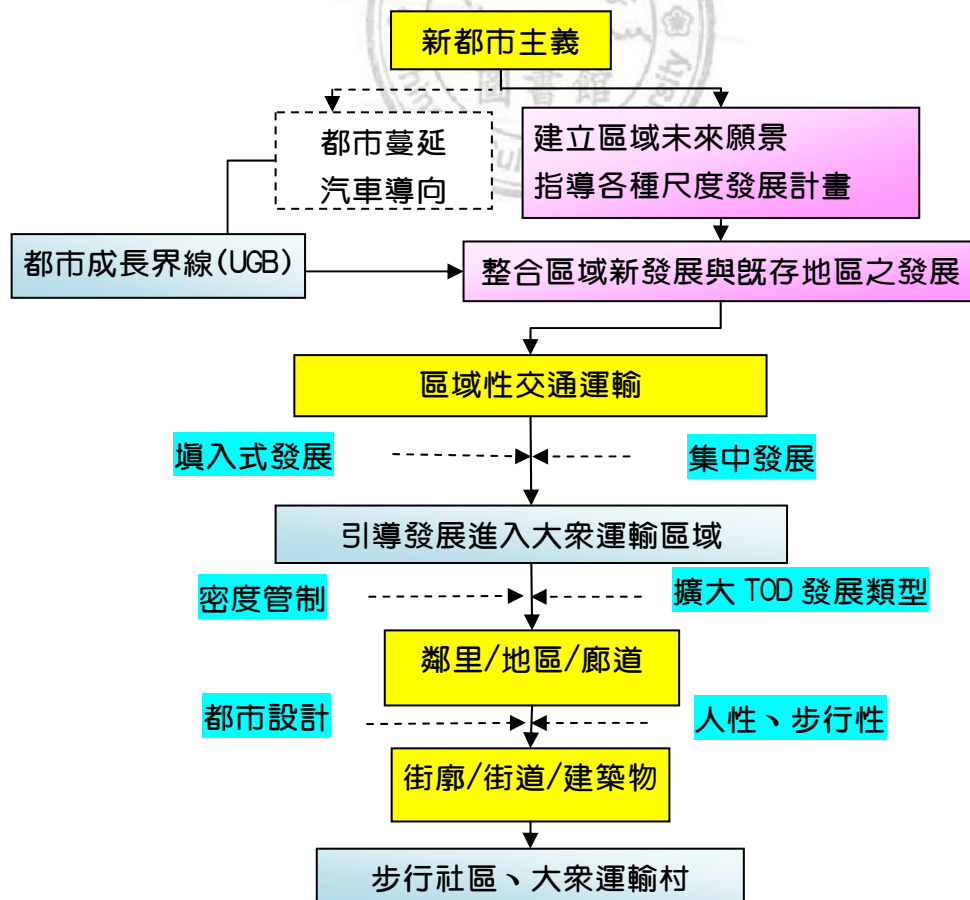 新都市主義
圖書館
都市蔓延
汽車導向
建立區域未來願景
指導各種尺度發展計畫
都市成長界線(UGB)
整合區域新發展與既存地區之發展
區域性交通運輸
填入式發展
集中發展
引導發展進入大眾運輸區域
密度管制
擴大 TOD 發展類型
鄰里/地區/廊道
都市設計
人性、步行性
街廓/街道/建築物
步行社區、大眾運輸村